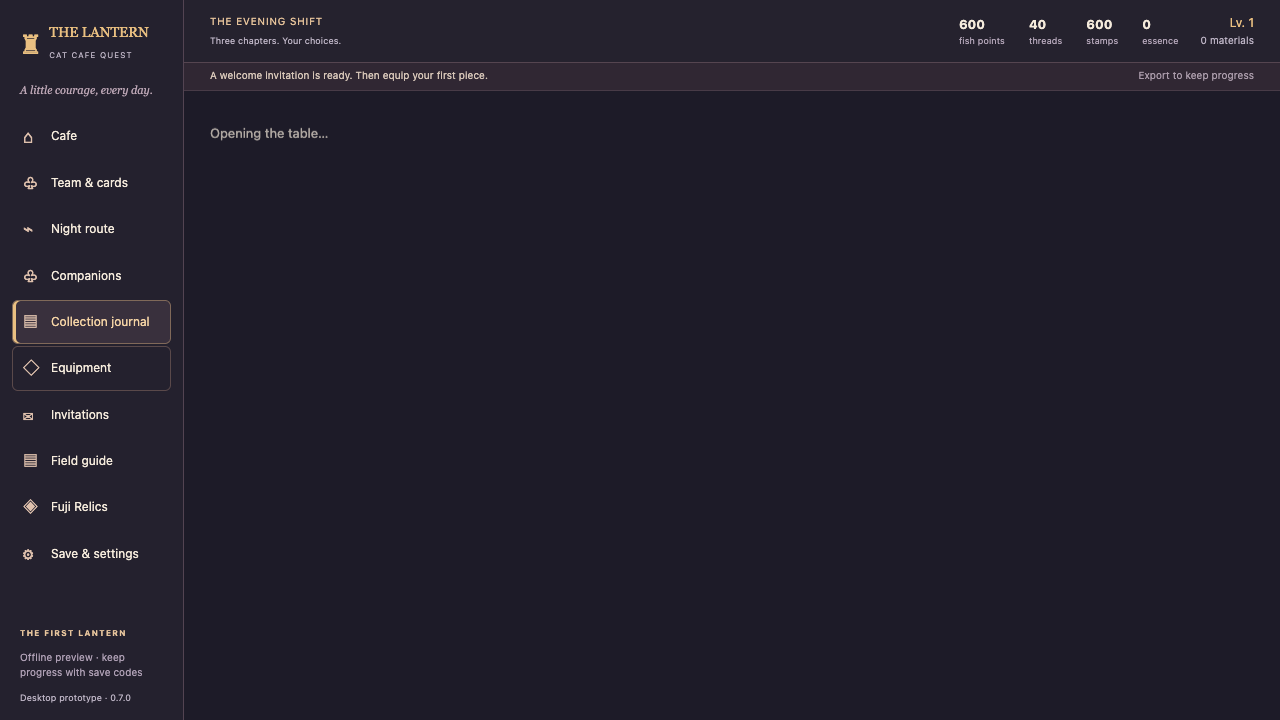 THE LANTERN
CAT CAFE QUEST
A little courage, every day.
Cafe
Team & cards
Night route
Companions
Collection journal
Equipment
Invitations
Field guide
Fuji Relics
Save & settings
THE FIRST LANTERN
Offline preview · keep
progress with save codes
Desktop prototype · 0.7.0
THE EVENING SHIFT
Three chapters. Your choices.
600
fish points
40
threads
600
stamps
0
essence
Lv. 1
0 materials
A welcome invitation is ready. Then equip your first piece.
Export to keep progress
Opening the table...